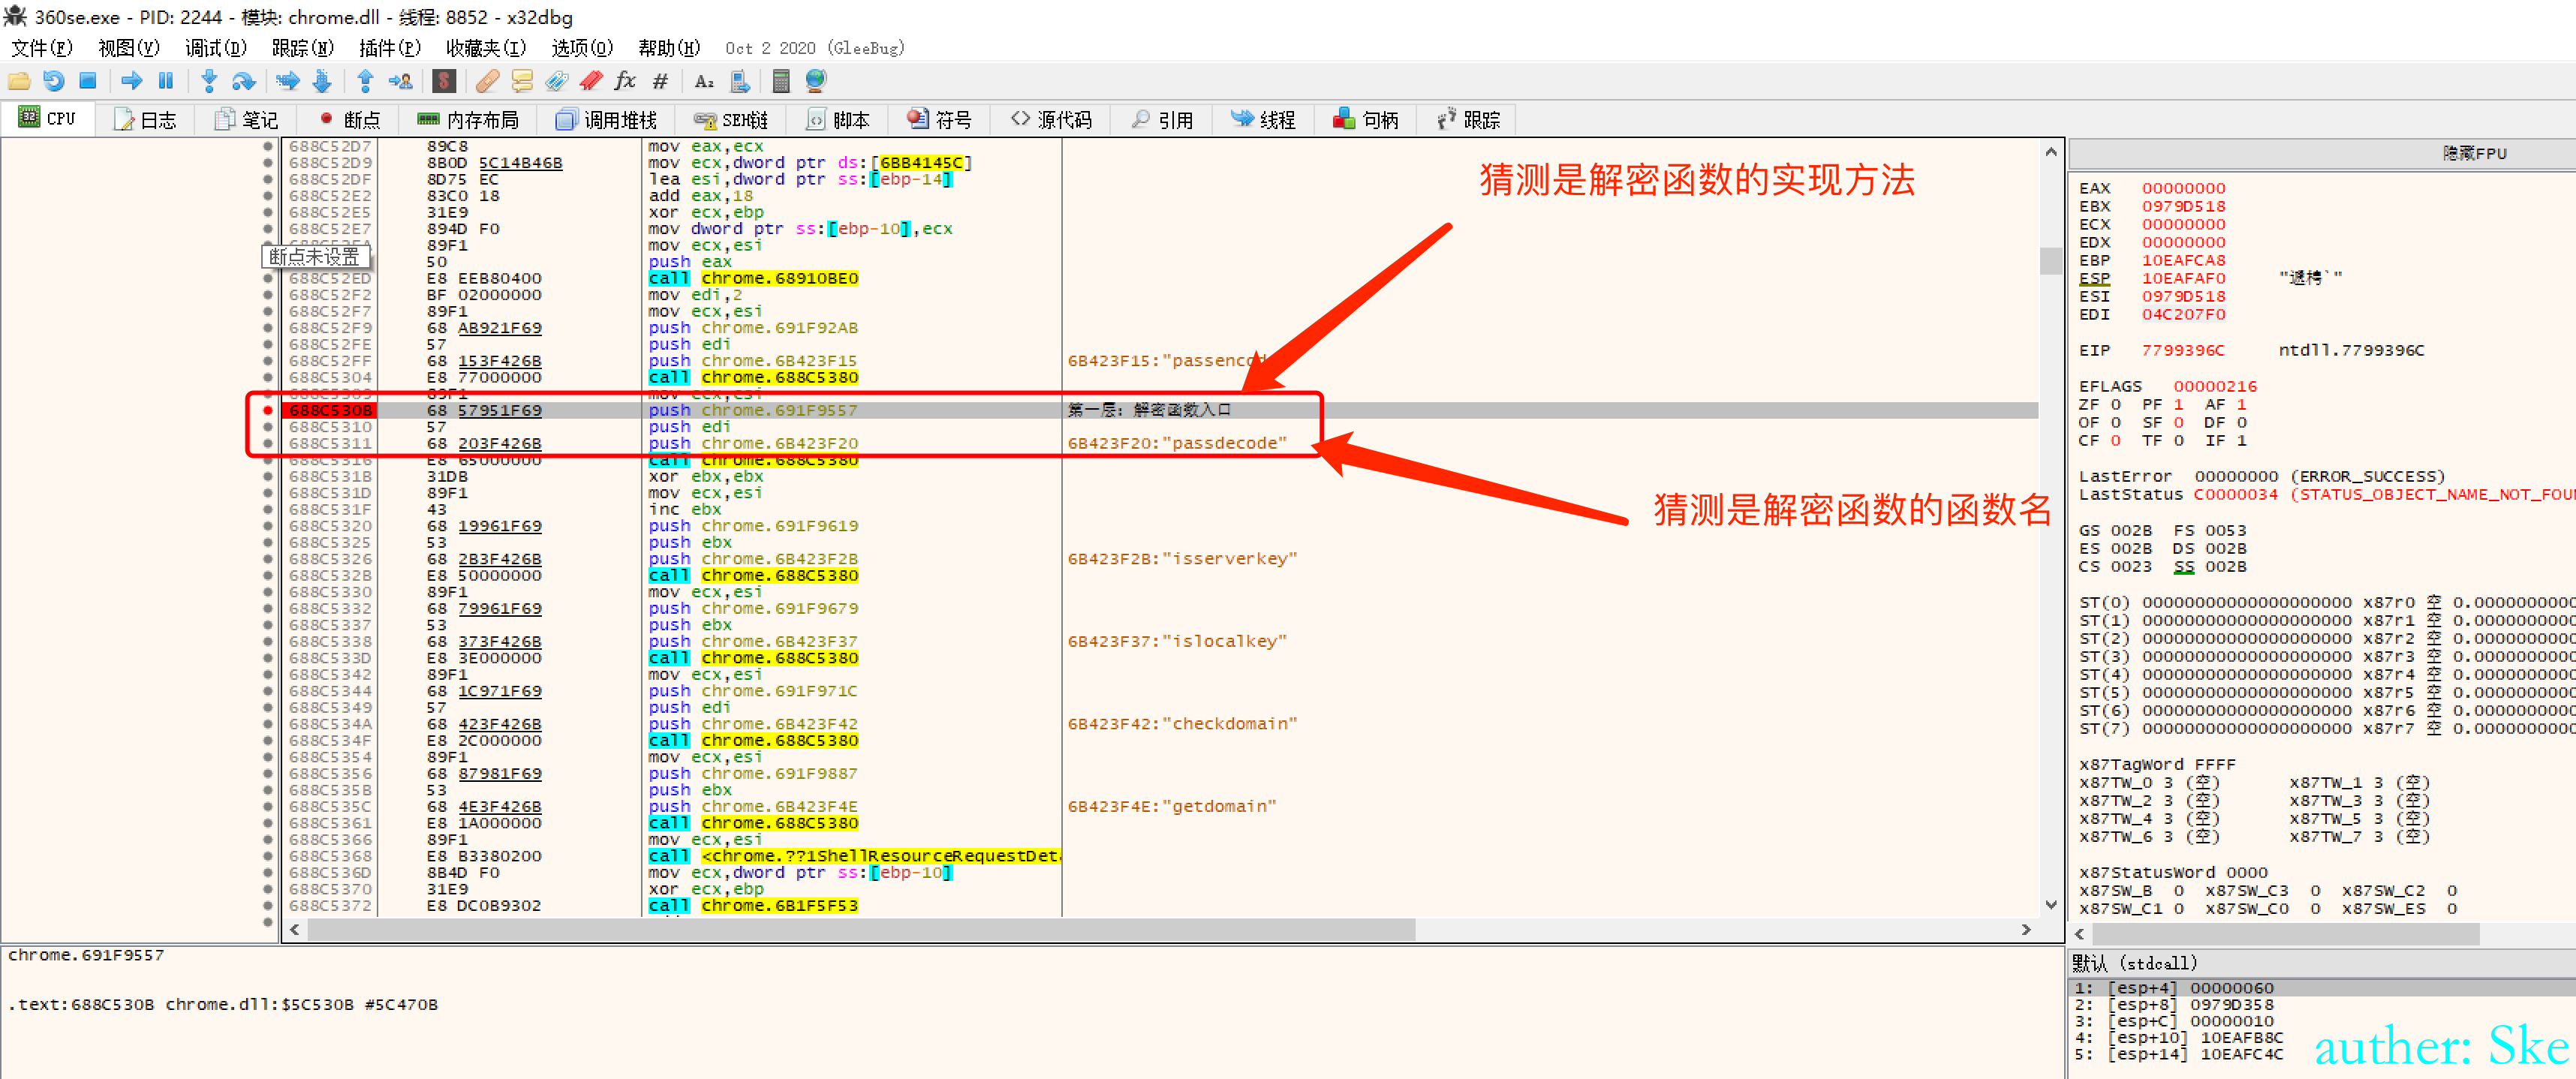 360se.exe - PID: 2244 - 模块: chrome.dll - 线程: 8852 - x32dbg
文件(F) 视图(V) 调试(D) 跟踪(N) 插件(P) 收藏夹(I) 选项(O) 帮助(H) Oct 2 2020 (GleeBug)
CPU 日志 笔记 断点 内存布局 调用堆栈 SEH链 脚本 符号 源代码 引用 线程 句柄 跟踪
688C52D7 89C8 mov eax,ecx
688C52D9 8B0D 5C14B46B mov ecx,dword ptr ds:[6BB4145C]
688C52DF 8D75 EC lea esi,dword ptr ss:[ebp-14]
688C52E2 83C0 18 add eax,18
688C52E5 31E9 xor ecx,ebp
688C52E7 894D F0 mov dword ptr ss:[ebp-10],ecx
89F1 mov ecx,esi
断点未设置
50 push eax
688C52ED E8 EEB80400 call chrome.68910BE0
688C52F2 BF 02000000 mov edi,2
688C52F7 89F1 mov ecx,esi
688C52F9 68 AB921F69 push chrome.691F92AB
688C52FE 57 push edi
688C52FF 68 153F426B push chrome.6B423F15 6B423F15:"passencod
688C5304 E8 77000000 call chrome.688C5380
688C5309 89F1 mov ecx,esi
688C530B 68 57951F69 push chrome.691F9557 第一层: 解密函数入口
688C5310 57 push edi
688C5311 68 203F426B push chrome.6B423F20 6B423F20:"passdecode"
688C5316 E8 65000000 call chrome.688C5380
688C531B 31DB xor ebx,ebx
688C531D 89F1 mov ecx,esi
688C531F 43 inc ebx
688C5320 68 19961F69 push chrome.691F9619
688C5325 53 push ebx
688C5326 68 2B3F426B push chrome.6B423F2B 6B423F2B:"isserverkey"
688C532B E8 50000000 call chrome.688C5380
688C5330 89F1 mov ecx,esi
688C5332 68 79961F69 push chrome.691F9679
688C5337 53 push ebx
688C5338 68 373F426B push chrome.6B423F37 6B423F37:"islocalkey"
688C533D E8 3E000000 call chrome.688C5380
688C5342 89F1 mov ecx,esi
688C5344 68 1C971F69 push chrome.691F971C
688C5349 57 push edi
688C534A 68 423F426B push chrome.6B423F42 6B423F42:"checkdomain"
688C534F E8 2C000000 call chrome.688C5380
688C5354 89F1 mov ecx,esi
688C5356 68 87981F69 push chrome.691F9887
688C535B 53 push ebx
688C535C 68 4E3F426B push chrome.6B423F4E 6B423F4E:"getdomain"
688C5361 E8 1A000000 call chrome.688C5380
688C5366 89F1 mov ecx,esi
688C5368 E8 B3380200 call <chrome.??1ShellResourceRequestDet
688C536D 8B4D F0 mov ecx,dword ptr ss:[ebp-10]
688C5370 31E9 xor ecx,ebp
688C5372 E8 DC0B9302 call chrome.6B1F5F53
猜测是解密函数的实现方法
猜测是解密函数的函数名
隐藏FPU
EAX 00000000
EBX 0979D518
ECX 00000000
EDX 00000000
EBP 10EAFCA8
ESP 10EAFAF0
ESI 0979D518
EDI 04C207F0
EIP 7799396C ntdll.7799396C
EFLAGS 00000216
ZF 0 PF 1 AF 1
OF 0 SF 0 DF 0
CF 0 TF 0 IF 1
LastError 00000000 (ERROR_SUCCESS)
LastStatus C0000034 (STATUS_OBJECT_NAME_NOT_FOU
GS 002B FS 0053
ES 002B DS 002B
CS 0023 SS 002B
ST(0) 00000000000000000000 x87r0 空 0.0000000000
ST(1) 00000000000000000000 x87r1 空 0.0000000000
ST(2) 00000000000000000000 x87r2 空 0.0000000000
ST(3) 00000000000000000000 x87r3 空 0.0000000000
ST(4) 00000000000000000000 x87r4 空 0.0000000000
ST(5) 00000000000000000000 x87r5 空 0.0000000000
ST(6) 00000000000000000000 x87r6 空 0.0000000000
ST(7) 00000000000000000000 x87r7 空 0.0000000000
x87TagWord FFFF
x87TW_0 3 (空) x87TW_1 3 (空)
x87TW_2 3 (空) x87TW_3 3 (空)
x87TW_4 3 (空) x87TW_5 3 (空)
x87TW_6 3 (空) x87TW_7 3 (空)
x87StatusWord 0000
x87SW_B 0 x87SW_C3 0 x87SW_C2 0
x87SW_C1 0 x87SW_C0 0 x87SW_ES 0
chrome.691F9557
.text:688C530B chrome.dll:$5C530B #5C470B
默认 (stdcall)
1: [esp+4] 00000060
2: [esp+8] 0979D358
3: [esp+C] 00000010
4: [esp+10] 10EAFB8C
5: [esp+14] 10EAFC4C
auther: Ske